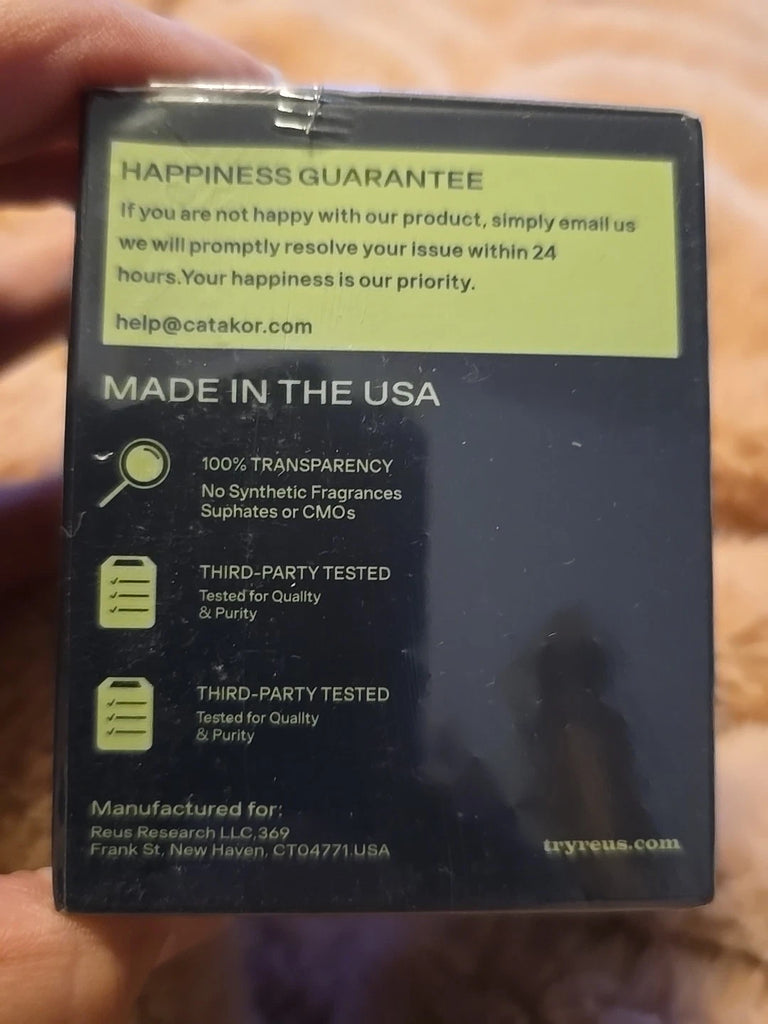 HAPPINESS GUARANTEE
If you are not happy with our product, simply email us
we will promptly resolve your issue within 24
hours.Your happiness is our priority.
help@catakor.com
MADE IN THE USA
100% TRANSPARENCY
No Synthetic Fragrances
Suphates or CMOs
THIRD-PARTY TESTED
Tested for Quality
& Purity
THIRD-PARTY TESTED
Tested for Quality
& Purity
Manufactured for:
Reus Research LLC,369
Frank St, New Haven, CT04771.USA
tryreus.com